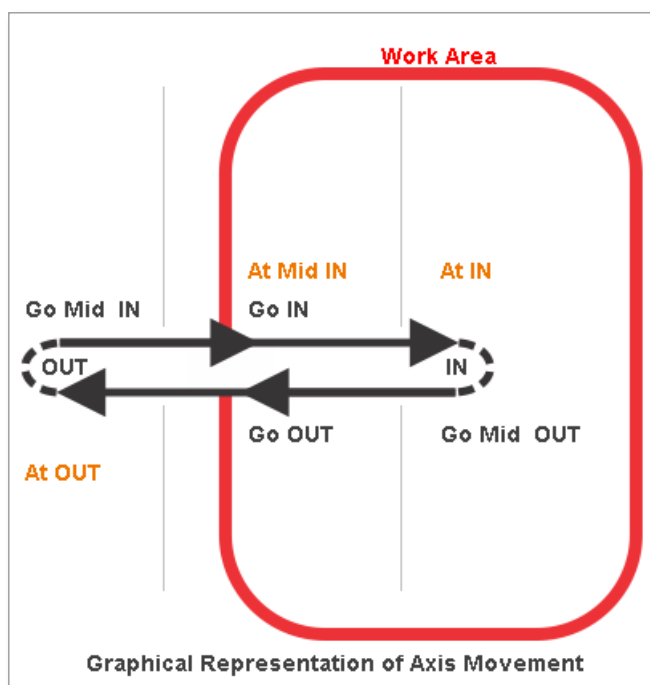 Work Area
At Mid IN
At IN
Go Mid  IN
Go IN
OUT
IN
Go OUT
Go Mid  OUT
At OUT
Graphical Representation of Axis Movement